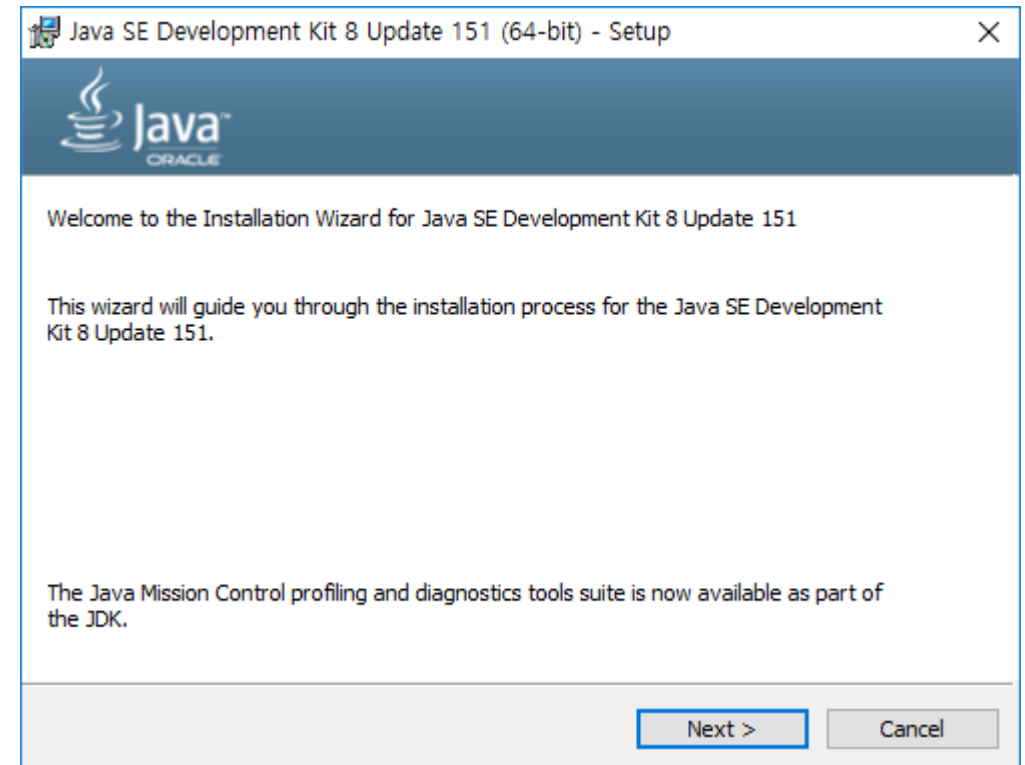 Java SE Development Kit 8 Update 151 (64-bit) - Setup
Java™
ORACLE
Welcome to the Installation Wizard for Java SE Development Kit 8 Update 151
This wizard will guide you through the installation process for the Java SE Development
Kit 8 Update 151.
The Java Mission Control profiling and diagnostics tools suite is now available as part of
the JDK.
Next >
Cancel